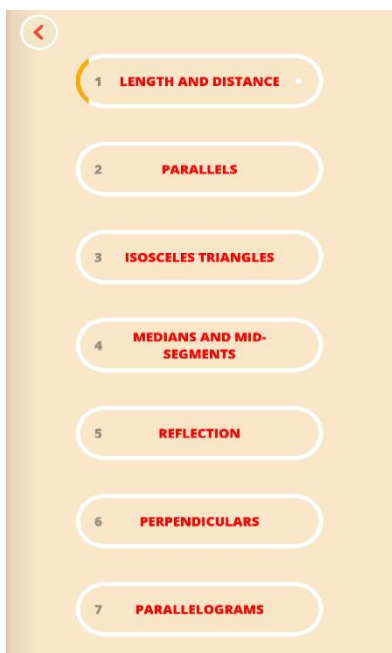 1 LENGTH AND DISTANCE
2 PARALLELS
3 ISOSCELES TRIANGLES
4 MEDIANS AND MID-
SEGMENTS
5 REFLECTION
6 PERPENDICULARS
7 PARALLELOGRAMS